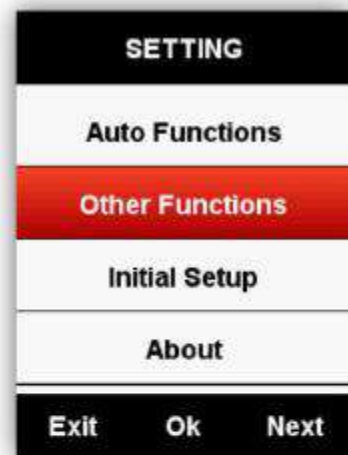 SETTING
Auto Functions
Other Functions
Initial Setup
About
Exit Ok Next